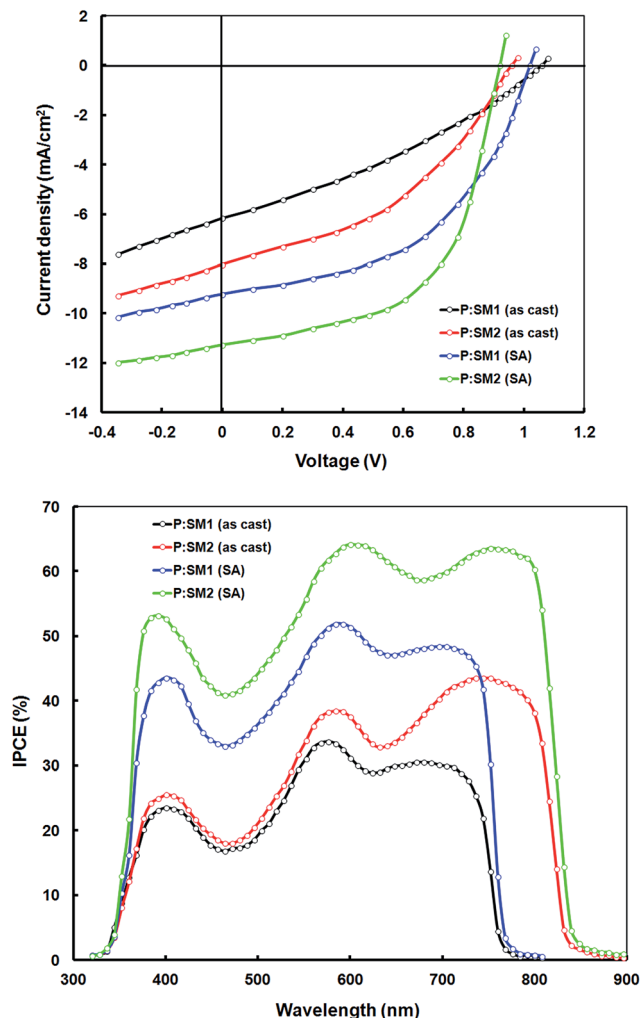 2
0
-2
-4
-6
-8
-10
-12
-14
Current density (mA/cm²)
P:SM1 (as cast)
P:SM2 (as cast)
P:SM1 (SA)
P:SM2 (SA)
-0.4 -0.2 0 0.2 0.4 0.6 0.8 1 1.2
Voltage (V)
70
60
50
40
30
20
10
0
IPCE (%)
P:SM1 (as cast)
P:SM2 (as cast)
P:SM1 (SA)
P:SM2 (SA)
300 400 500 600 700 800 900
Wavelength (nm)